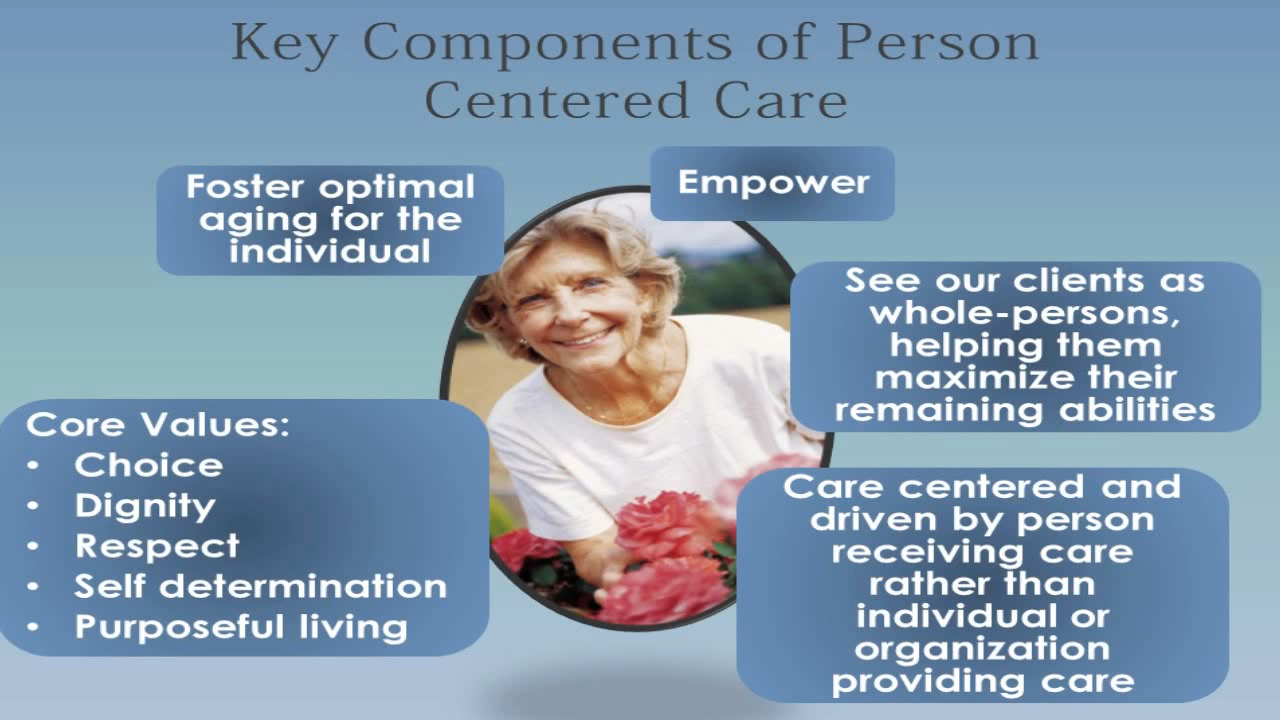 Key Components of Person
Centered Care
Foster optimal
aging for the
individual
Empower
See our clients as
whole-persons,
helping them
maximize their
remaining abilities
Core Values:
• Choice
• Dignity
• Respect
• Self determination
• Purposeful living
Care centered and
driven by person
receiving care
rather than
individual or
organization
providing care